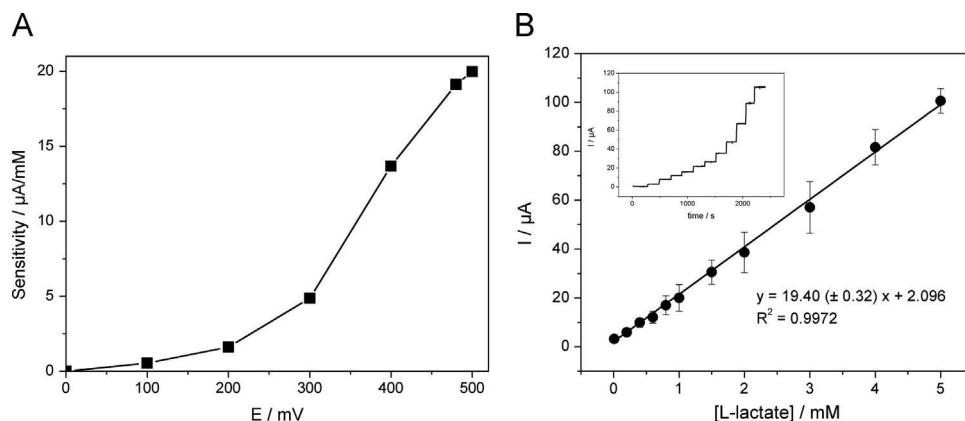 A
Sensitivity / µA/mM
20
15
10
5
0
0 100 200 300 400 500
E / mV
B
I / µA
120
100
80
60
40
20
0
I / µA
120
100
80
60
40
20
0
0 1000 2000
time / s
y = 19.40 (± 0.32) x + 2.096
R² = 0.9972
0 1 2 3 4 5
[L-lactate] / mM